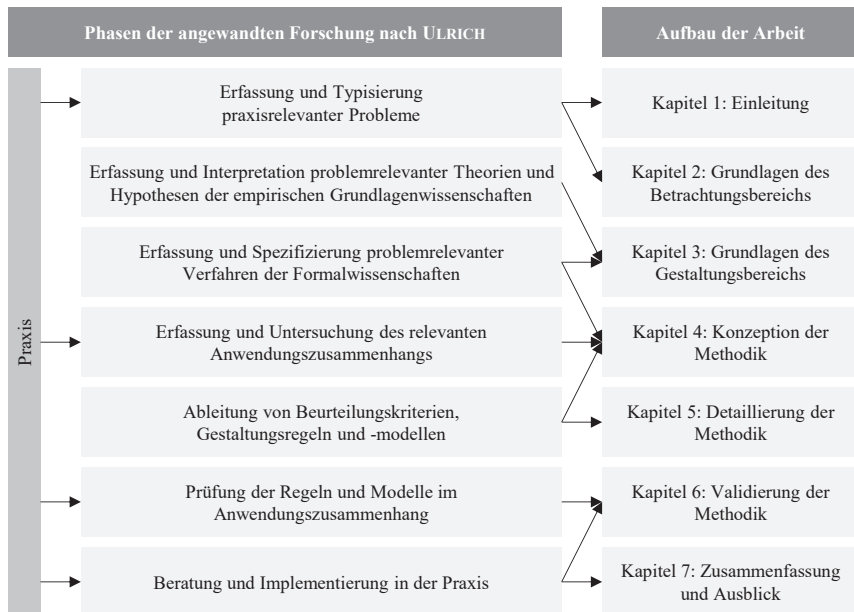 Phasen der angewandten Forschung nach ULRICH
Aufbau der Arbeit
Praxis
Erfassung und Typisierung
praxisrelevanter Probleme
Kapitel 1: Einleitung
Erfassung und Interpretation problemrelevanter Theorien und
Hypothesen der empirischen Grundlagenwissenschaften
Kapitel 2: Grundlagen des
Betrachtungsbereichs
Erfassung und Spezifizierung problemrelevanter
Verfahren der Formalwissenschaften
Kapitel 3: Grundlagen des
Gestaltungsbereichs
Erfassung und Untersuchung des relevanten
Anwendungszusammenhangs
Kapitel 4: Konzeption der
Methodik
Ableitung von Beurteilungskriterien,
Gestaltungsregeln und -modellen
Kapitel 5: Detaillierung der
Methodik
Prüfung der Regeln und Modelle im
Anwendungszusammenhang
Kapitel 6: Validierung der
Methodik
Beratung und Implementierung in der Praxis
Kapitel 7: Zusammenfassung
und Ausblick